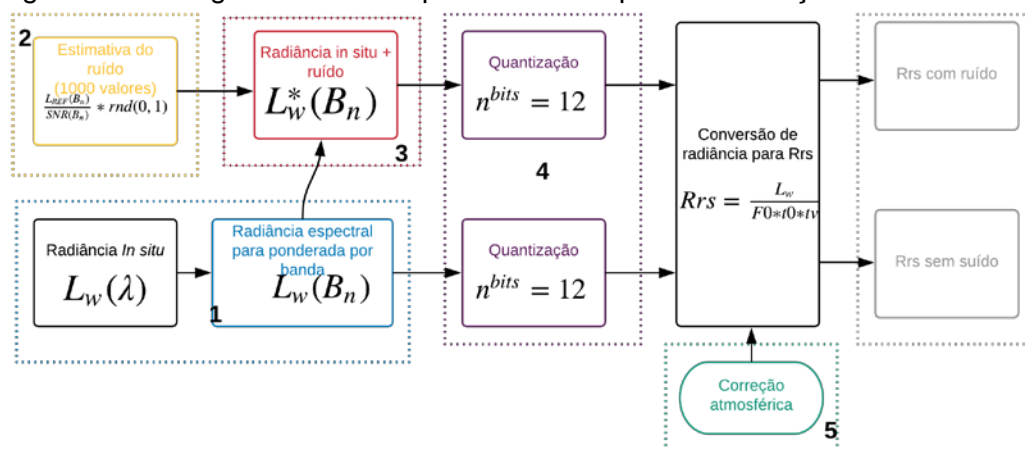 2
Estimativa do
ruído
(1000 valores)
L_REF(B_n)/SNR(B_n) * rnd(0, 1)
Radiância in situ +
ruído
L*_w(B_n)
3
Quantização
n^bits = 12
4
Conversão de
radiância para Rrs
Rrs = L_w/F0*t0*tv
Rrs com ruído
Radiância In situ
L_w(λ)
Radiância espectral
para ponderada por
banda
L_w(B_n)
1
Quantização
n^bits = 12
Rrs sem suído
Correção
atmosférica
5